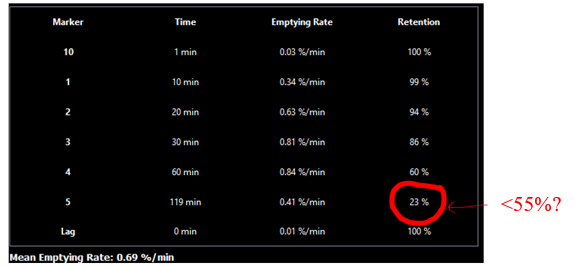 Marker Time Emptying Rate Retention
10 1 min 0.03 %/min 100 %
1 10 min 0.34 %/min 99 %
2 20 min 0.63 %/min 94 %
3 30 min 0.81 %/min 86 %
4 60 min 0.84 %/min 60 %
5 119 min 0.41 %/min 23 % <55%?
Lag 0 min 0.01 %/min 100 %
Mean Emptying Rate: 0.69 %/min